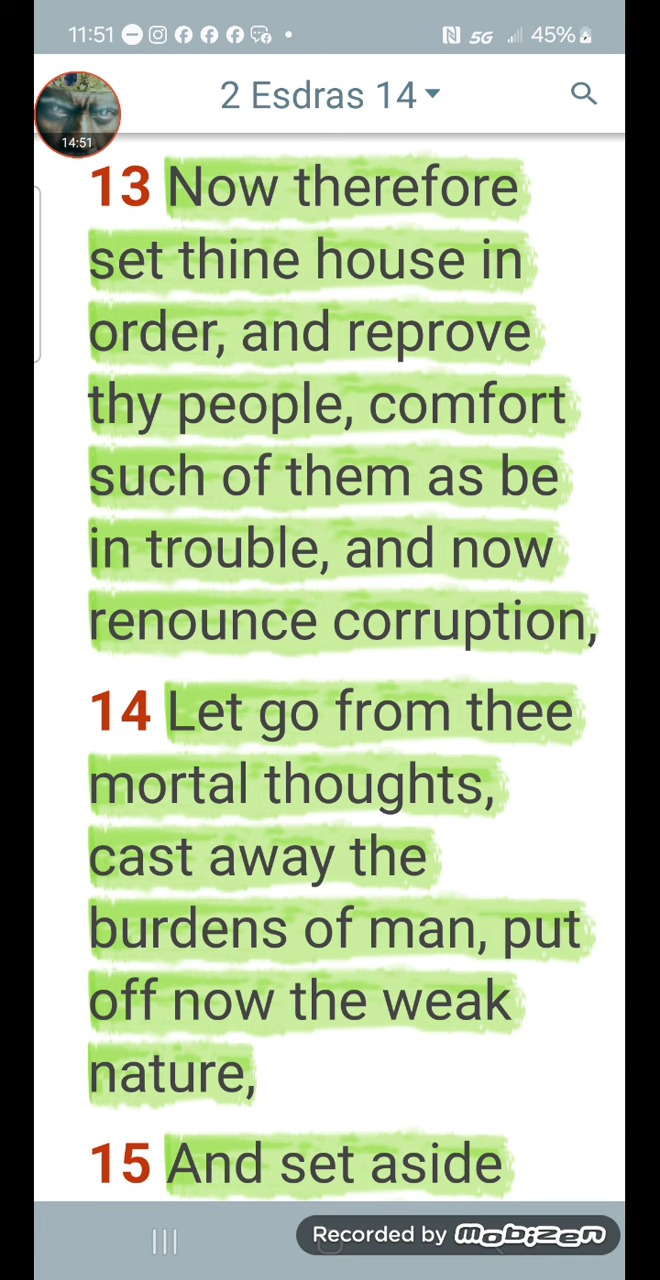 11:51
5G
45%
2 Esdras 14
14:51
13 Now therefore
set thine house in
order, and reprove
thy people, comfort
such of them as be
in trouble, and now
renounce corruption,
14 Let go from thee
mortal thoughts,
cast away the
burdens of man, put
off now the weak
nature,
15 And set aside
Recorded by mobizen